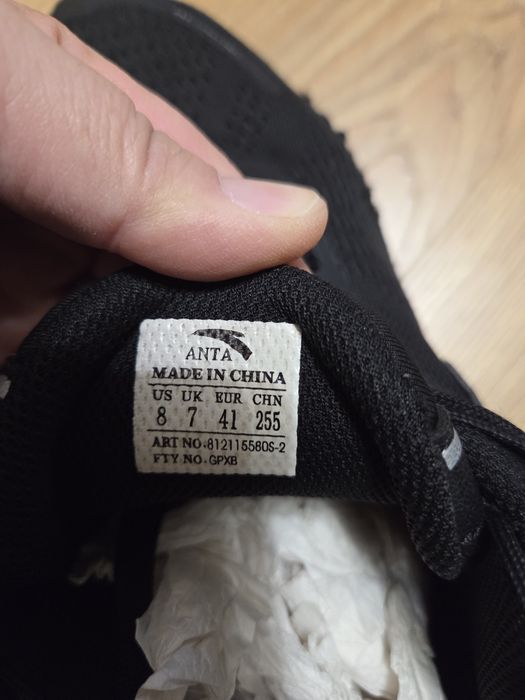 ANTA
MADE IN CHINA
US UK EUR CHN
8 7 41 255
ART NO.:812115580S-2
FTY NO.:GPXB